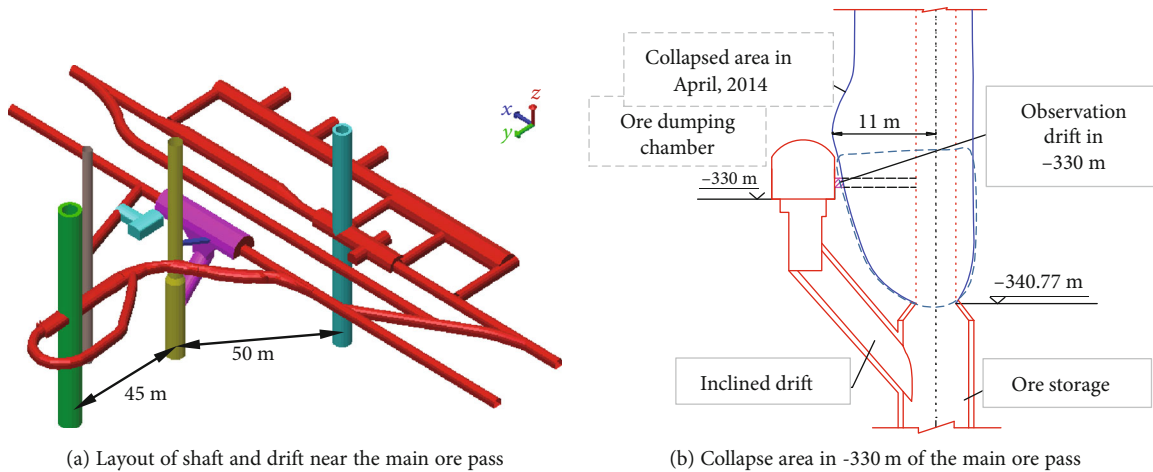 x
z
y
50 m
45 m
(a) Layout of shaft and drift near the main ore pass
Collapsed area in
April, 2014
Ore dumping
chamber
11 m
Observation
drift in
–330 m
–330 m
–340.77 m
Inclined drift
Ore storage
(b) Collapse area in -330 m of the main ore pass